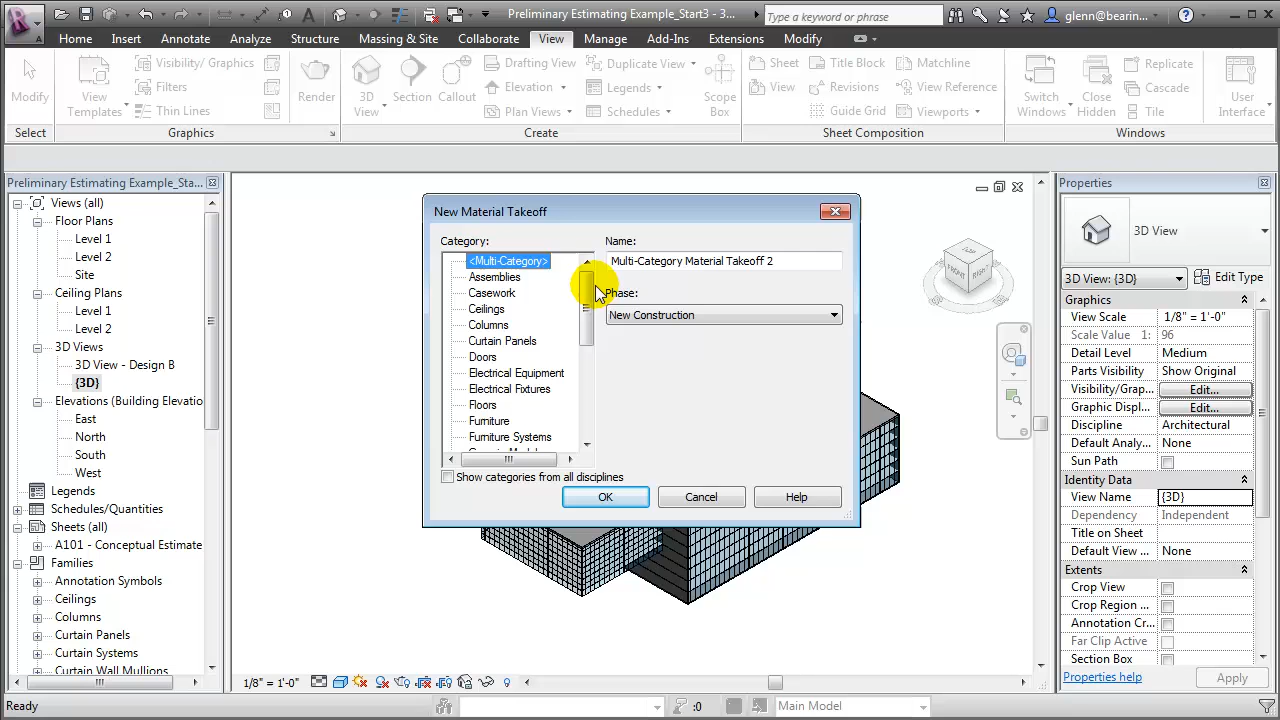 Preliminary Estimating Example_Start3 - 3...
Type a keyword or phrase
glenn@bearin...
Home Insert Annotate Analyze Structure Massing & Site Collaborate View Manage Add-Ins Extensions Modify
Modify
View
Templates
Visibility/ Graphics
Filters
Thin Lines
Render
3D
View
Section
Callout
Drafting View
Elevation
Plan Views
Duplicate View
Legends
Schedules
Scope
Box
Sheet
View
Title Block
Revisions
Guide Grid
Matchline
View Reference
Viewports
Switch
Windows
Close
Hidden
Replicate
Cascade
Tile
User
Interface
Select Graphics Create Sheet Composition Windows
Preliminary Estimating Example_Sta...
Views (all)
Floor Plans
Level 1
Level 2
Site
Ceiling Plans
Level 1
Level 2
3D Views
3D View - Design B
{3D}
Elevations (Building Elevatio
East
North
South
West
Legends
Schedules/Quantities
Sheets (all)
A101 - Conceptual Estimate
Families
Annotation Symbols
Ceilings
Columns
Curtain Panels
Curtain Systems
Curtain Wall Mullions
New Material Takeoff
Category:
<Multi-Category>
Assemblies
Casework
Ceilings
Columns
Curtain Panels
Doors
Electrical Equipment
Electrical Fixtures
Floors
Furniture
Furniture Systems
Show categories from all disciplines
Name:
Multi-Category Material Takeoff 2
Phase:
New Construction
OK Cancel Help
FRONT RIGHT
Properties
3D View
3D View: {3D} Edit Type
Graphics
View Scale 1/8" = 1'-0"
Scale Value 1: 96
Detail Level Medium
Parts Visibility Show Original
Visibility/Grap... Edit...
Graphic Displ... Edit...
Discipline Architectural
Default Analy... None
Sun Path
Identity Data
View Name {3D}
Dependency Independent
Title on Sheet
Default View ... None
Extents
Crop View
Crop Region ...
Annotation Cr...
Far Clip Active
Section Box
Properties help Apply
1/8" = 1'-0"
Ready
:0
Main Model